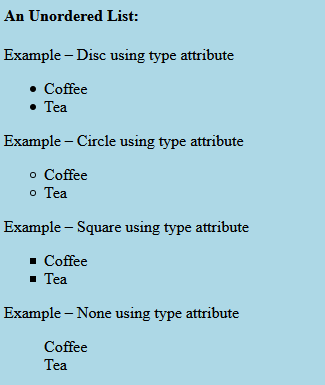 An Unordered List:
Example – Disc using type attribute
Coffee
Tea
Example – Circle using type attribute
Coffee
Tea
Example – Square using type attribute
Coffee
Tea
Example – None using type attribute
Coffee
Tea